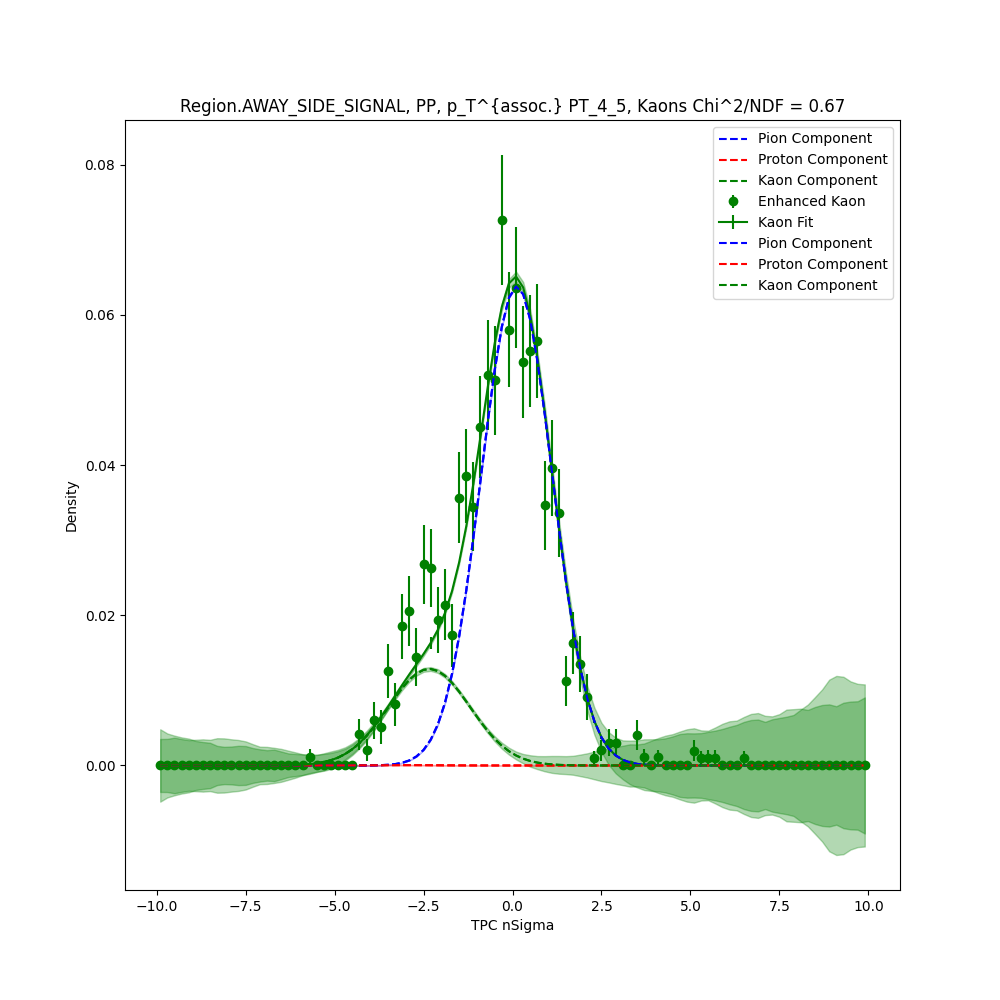 Region.AWAY_SIDE_SIGNAL, PP, p_T^{assoc.} PT_4_5, Kaons Chi^2/NDF = 0.67
Pion Component
Proton Component
Kaon Component
Enhanced Kaon
Kaon Fit
Pion Component
Proton Component
Kaon Component
0.08
0.06
0.04
0.02
0.00
Density
−10.0 −7.5 −5.0 −2.5 0.0 2.5 5.0 7.5 10.0
TPC nSigma